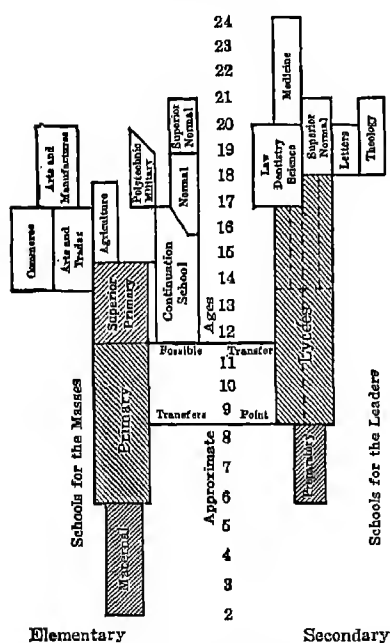 24
23
22
21
20
19
18
17
16
15
14
13
12
11
10
9
8
7
6
5
4
3
2
Ages
Approximate
Schools for the Masses
Commerce
Arts and Trades
Arts and Manufactures
Agriculture
Superior Primary
Primary
Maternal
Polytechnic
Military
Superior Normal
Normal
Continuation School
Possible Transfer
Transfers Point
Medicine
Law
Dentistry
Science
Superior Normal
Letters
Theology
Lycées
Preparatory
Schools for the Leaders
Elementary
Secondary